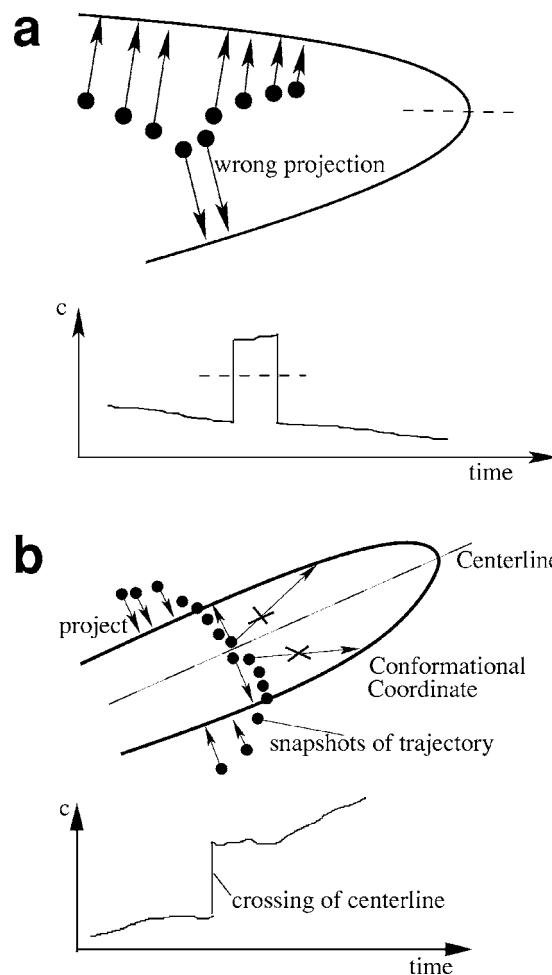 a
wrong projection
c
time
b
Centerline
project
Conformational
Coordinate
snapshots of trajectory
c
crossing of centerline
time